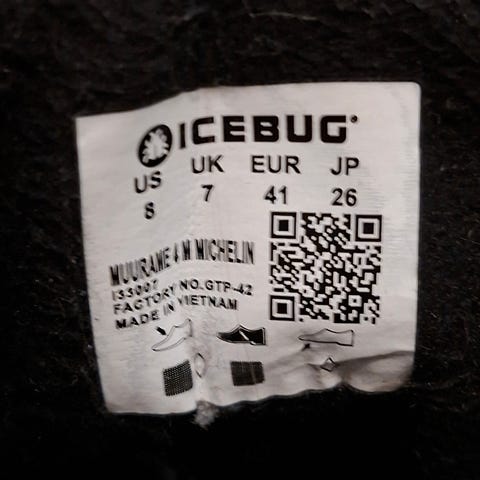 ICEBUG®
US UK EUR JP
8 7 41 26
MUURAME 4 M MICHELIN
FACTORY NO.GTP-42
MADE IN VIETNAM